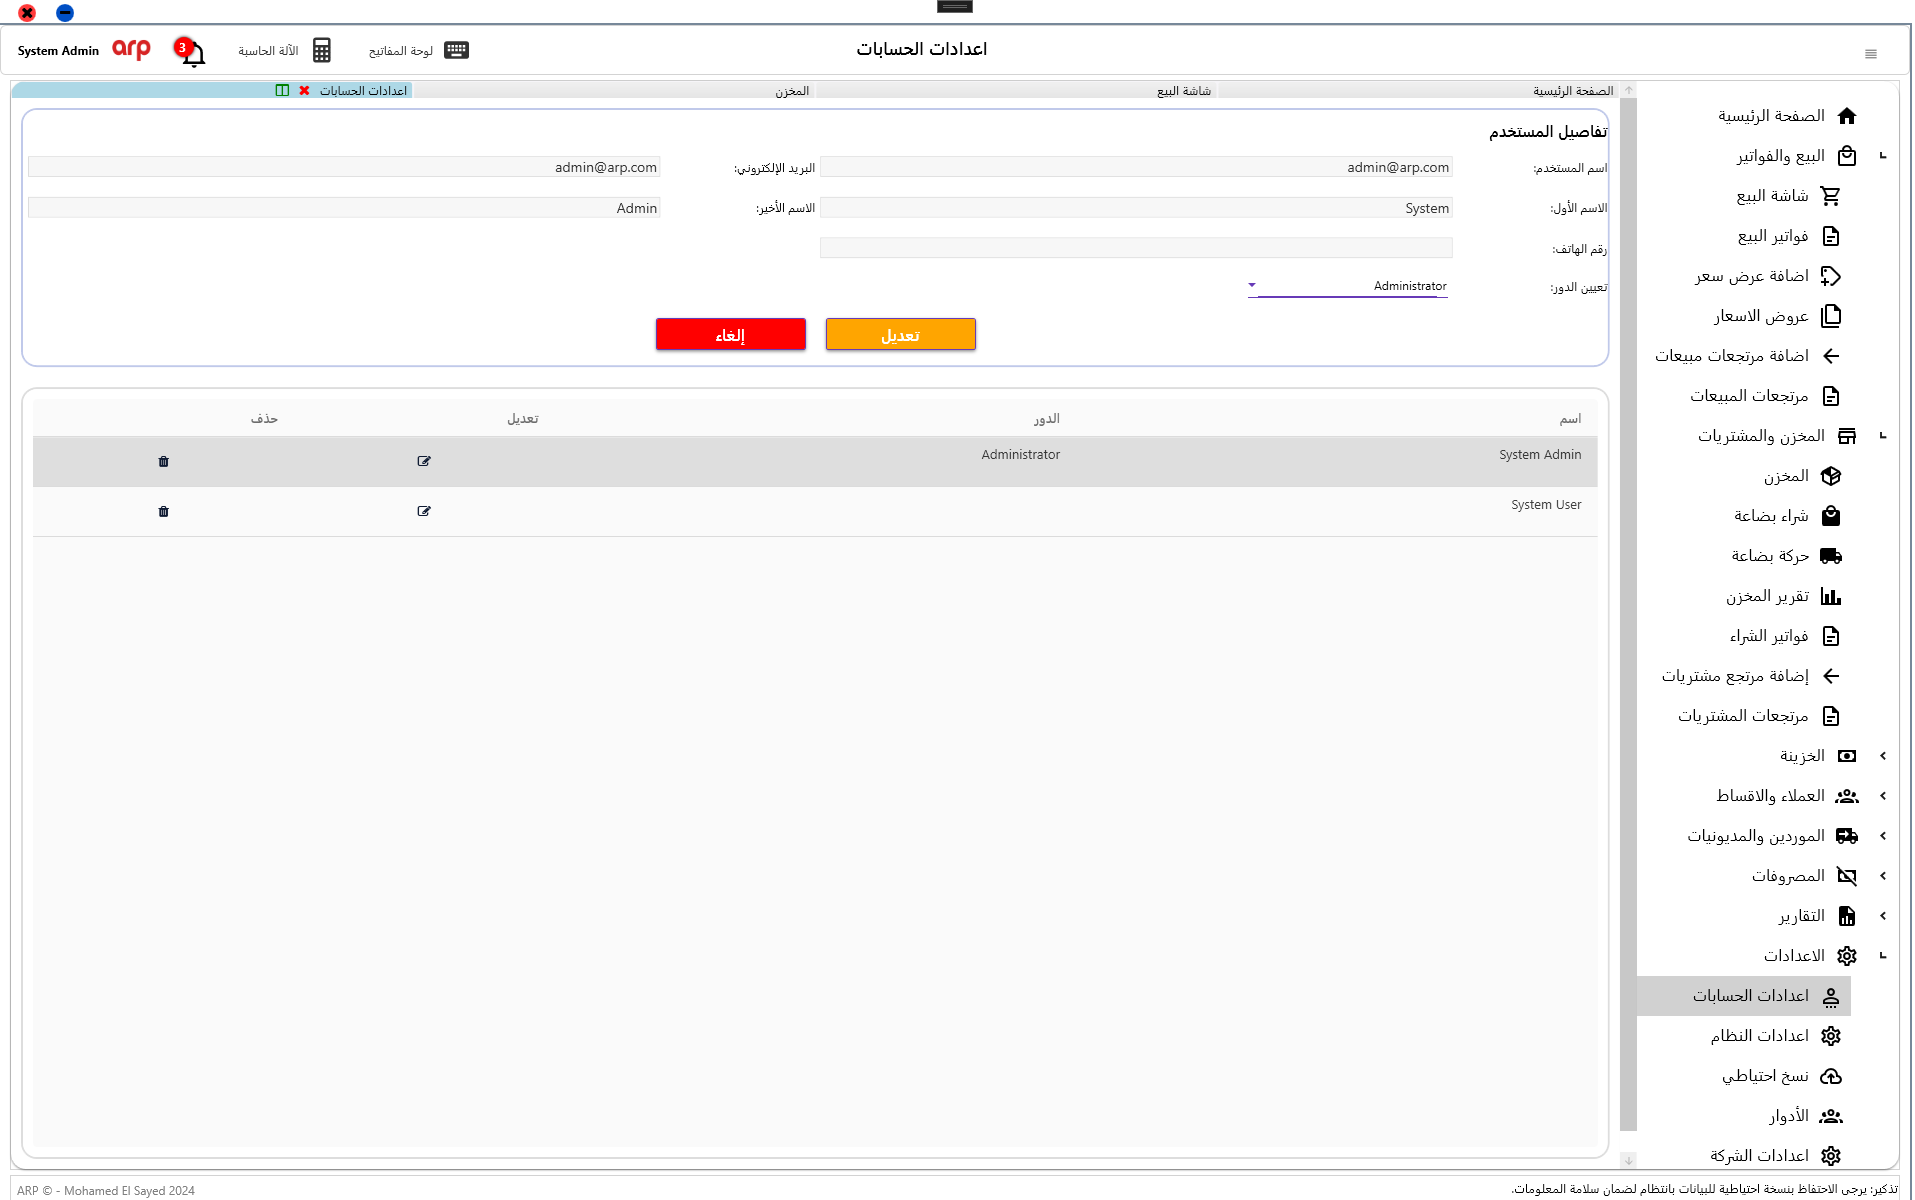 اعدادات الحسابات
لوحة المفاتيح
الآلة الحاسبة
3
arp
System Admin
الصفحة الرئيسية
شاشة البيع
المخزن
اعدادات الحسابات
الصفحة الرئيسية
البيع والفواتير
شاشة البيع
فواتير البيع
اضافة عرض سعر
عروض الاسعار
اضافة مرتجعات مبيعات
مرتجعات المبيعات
المخزن والمشتريات
المخزن
شراء بضاعة
حركة بضاعة
تقرير المخزن
فواتير الشراء
إضافة مرتجع مشتريات
مرتجعات المشتريات
الخزينة
العملاء والاقساط
الموردين والمديونيات
المصروفات
التقارير
الاعدادات
اعدادات الحسابات
اعدادات النظام
نسخ احتياطي
الأدوار
اعدادات الشركة
تفاصيل المستخدم
اسم المستخدم: admin@arp.com البريد الإلكتروني: admin@arp.com
الاسم الأول: System الاسم الأخير: Admin
رقم الهاتف:
تعيين الدور: Administrator
تعديل إلغاء
اسم الدور تعديل حذف
System Admin Administrator
System User
تذكير: يرجى الاحتفاظ بنسخة احتياطية للبيانات بانتظام لضمان سلامة المعلومات.
ARP © - Mohamed El Sayed 2024